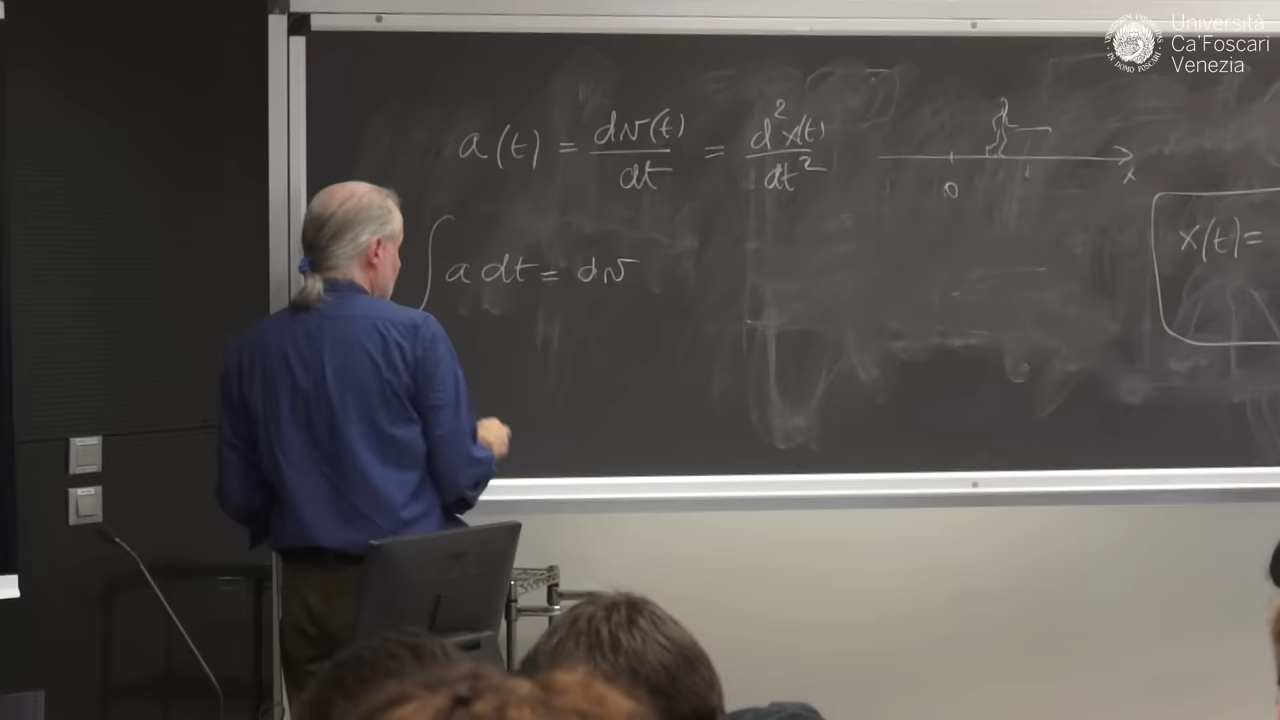 Università
Ca'Foscari
Venezia
a(t) = dv(t)/dt = d²x(t)/dt²
0
x
∫ a dt = dv
x(t)=